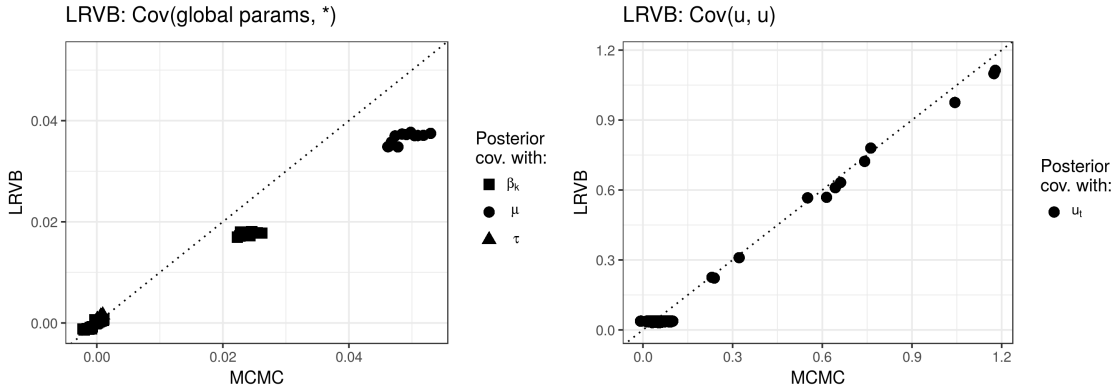 LRVB: Cov(global params, *)
0.04
0.02
0.00
LRVB
0.00 0.02 0.04
MCMC
Posterior
cov. with:
βk
μ
τ
LRVB: Cov(u, u)
1.2
0.9
0.6
0.3
0.0
LRVB
0.0 0.3 0.6 0.9 1.2
MCMC
Posterior
cov. with:
ut